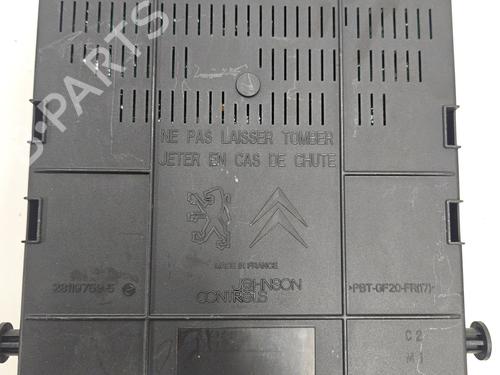 B-PARTS
NE PAS LAISSER TOMBER
JETER EN CAS DE CHUTE
MADE IN FRANCE
JOHNSON
CONTROLS
28119759-5
>PBT-GF20-FR(17)<
C2
M1